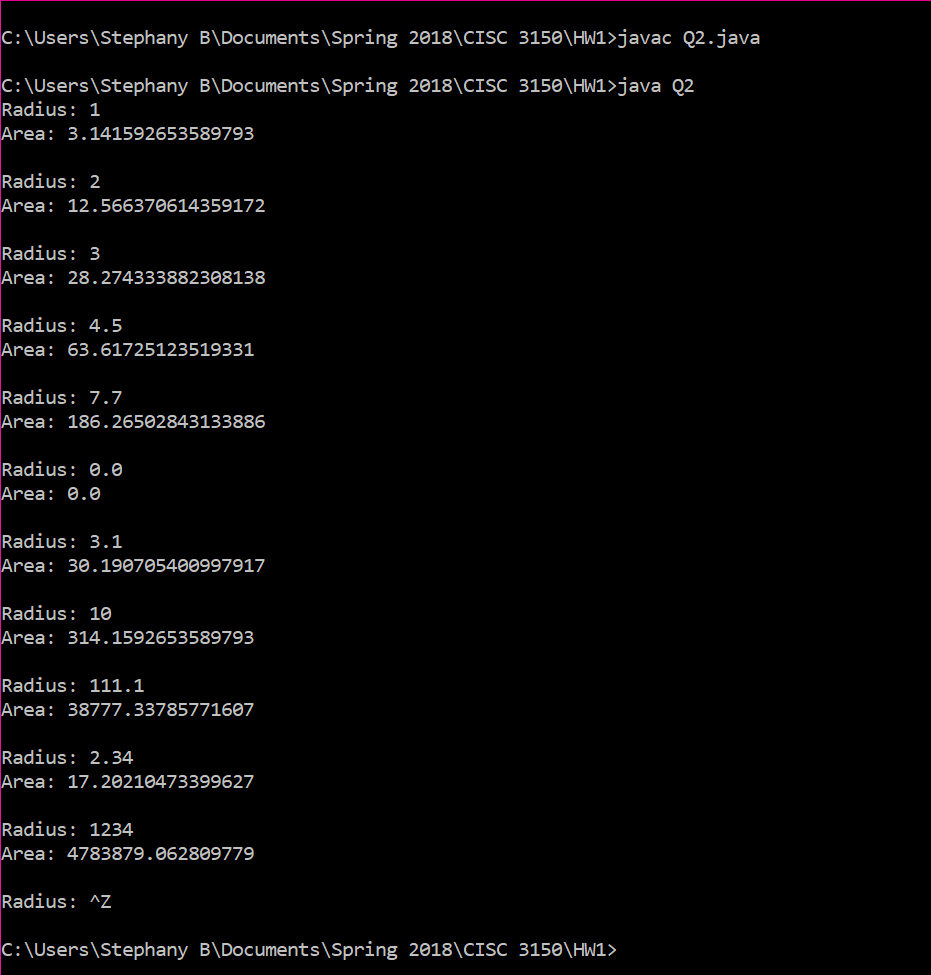 C:\Users\Stephany B\Documents\Spring 2018\CISC 3150\HW1>javac Q2.java
C:\Users\Stephany B\Documents\Spring 2018\CISC 3150\HW1>java Q2
Radius: 1
Area: 3.141592653589793
Radius: 2
Area: 12.566370614359172
Radius: 3
Area: 28.274333882308138
Radius: 4.5
Area: 63.61725123519331
Radius: 7.7
Area: 186.26502843133886
Radius: 0.0
Area: 0.0
Radius: 3.1
Area: 30.190705400997917
Radius: 10
Area: 314.1592653589793
Radius: 111.1
Area: 38777.33785771607
Radius: 2.34
Area: 17.20210473399627
Radius: 1234
Area: 4783879.062809779
Radius: ^Z
C:\Users\Stephany B\Documents\Spring 2018\CISC 3150\HW1>